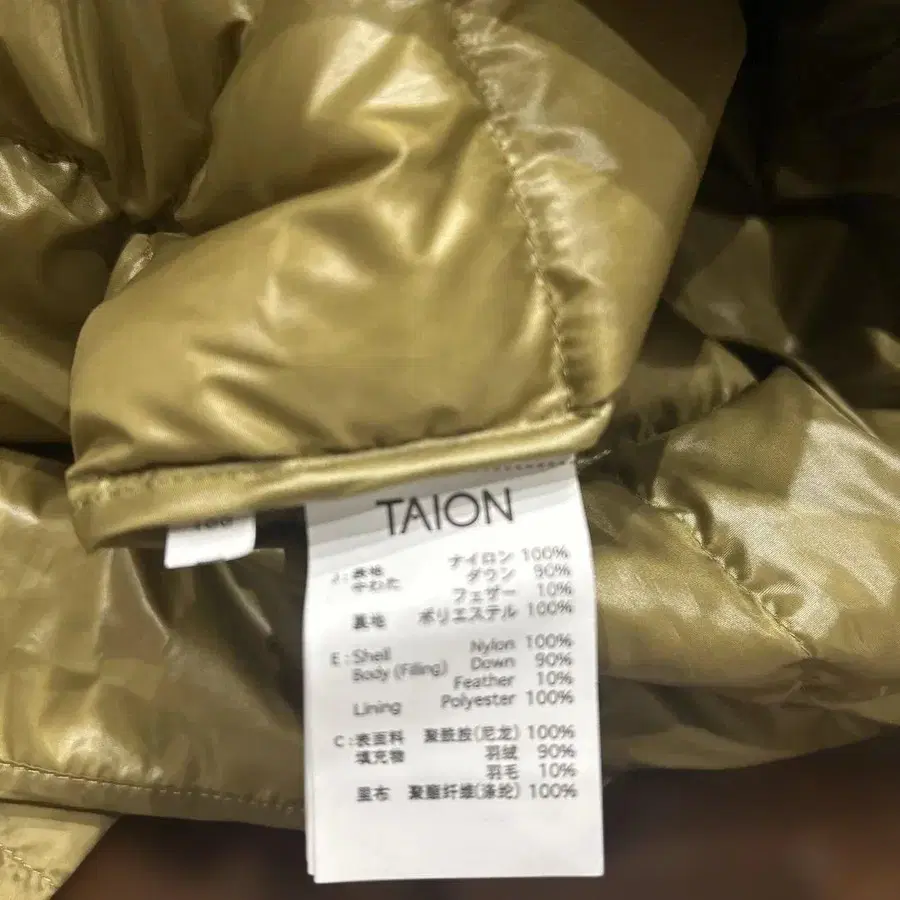 TAION
J:表地 ナイロン 100%
中わた ダウン 90%
フェザー 10%
裏地 ポリエステル 100%
E:Shell Nylon 100%
Body (Filling) Down 90%
Feather 10%
Lining Polyester 100%
C:表面料 聚酰胺(尼龙) 100%
填充物 羽绒 90%
羽毛 10%
里布 聚酯纤维(涤纶) 100%